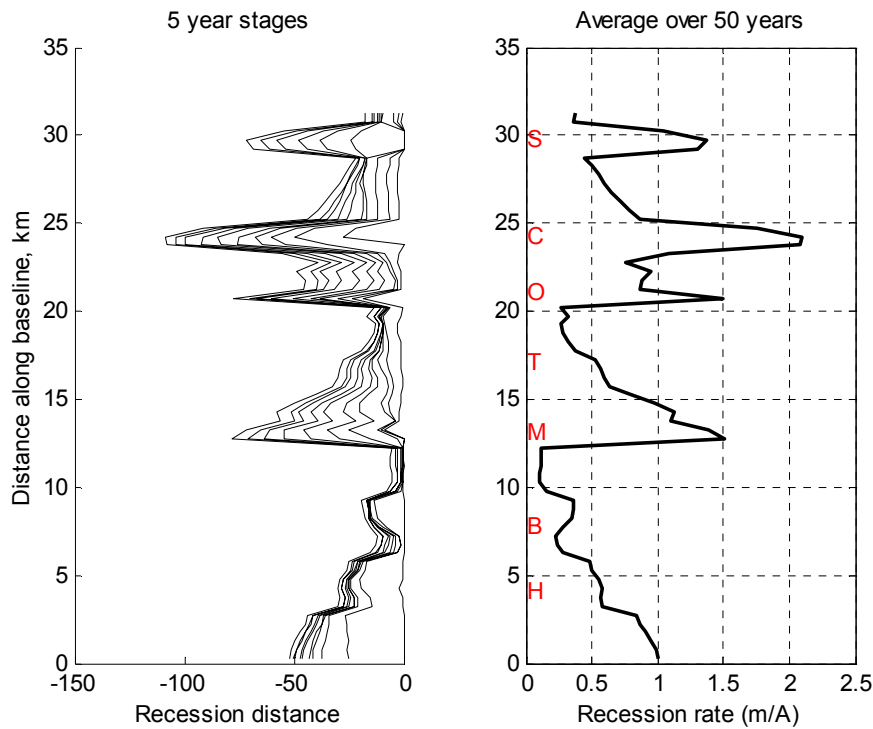 5 year stages
35
30
25
20
15
10
5
0
-150
-100
-50
0
Distance along baseline, km
Recession distance
Average over 50 years
35
30
25
20
15
10
5
0
S
C
O
T
M
B
H
0
0.5
1
1.5
2
2.5
Recession rate (m/A)